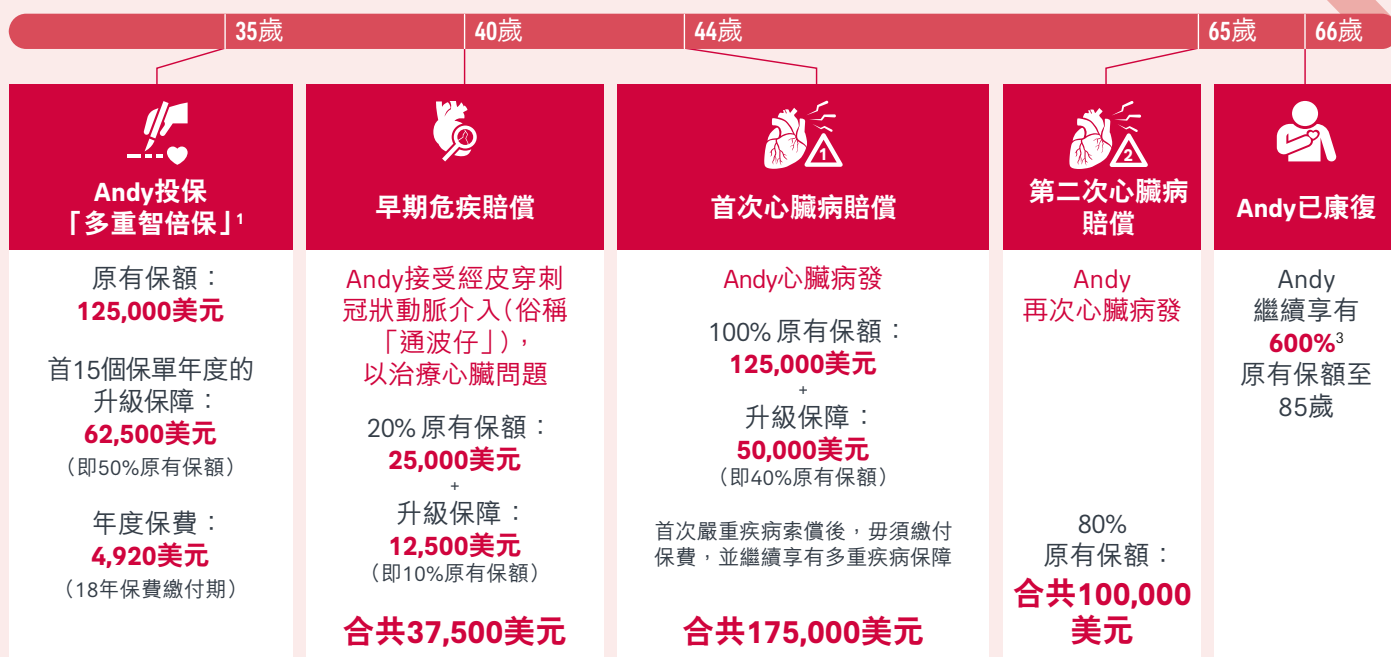 35歲
40歲
44歲
65歲
66歲
Andy投保
「多重智倍保」1
原有保額：
125,000美元
首15個保單年度的
升級保障：
62,500美元
（即50%原有保額）
年度保費：
4,920美元
（18年保費繳付期）
早期危疾賠償
Andy接受經皮穿刺
冠狀動脈介入（俗稱
「通波仔」），
以治療心臟問題
20% 原有保額：
25,000美元
+
升級保障：
12,500美元
（即10%原有保額）
合共37,500美元
1
首次心臟病賠償
Andy心臟病發
100% 原有保額：
125,000美元
+
升級保障：
50,000美元
（即40%原有保額）
首次嚴重疾病索償後，毋須繳付
保費，並繼續享有多重疾病保障
合共175,000美元
2
第二次心臟病
賠償
Andy
再次心臟病發
80%
原有保額：
合共100,000
美元
Andy已康復
Andy
繼續享有
600%3
原有保額至
85歲